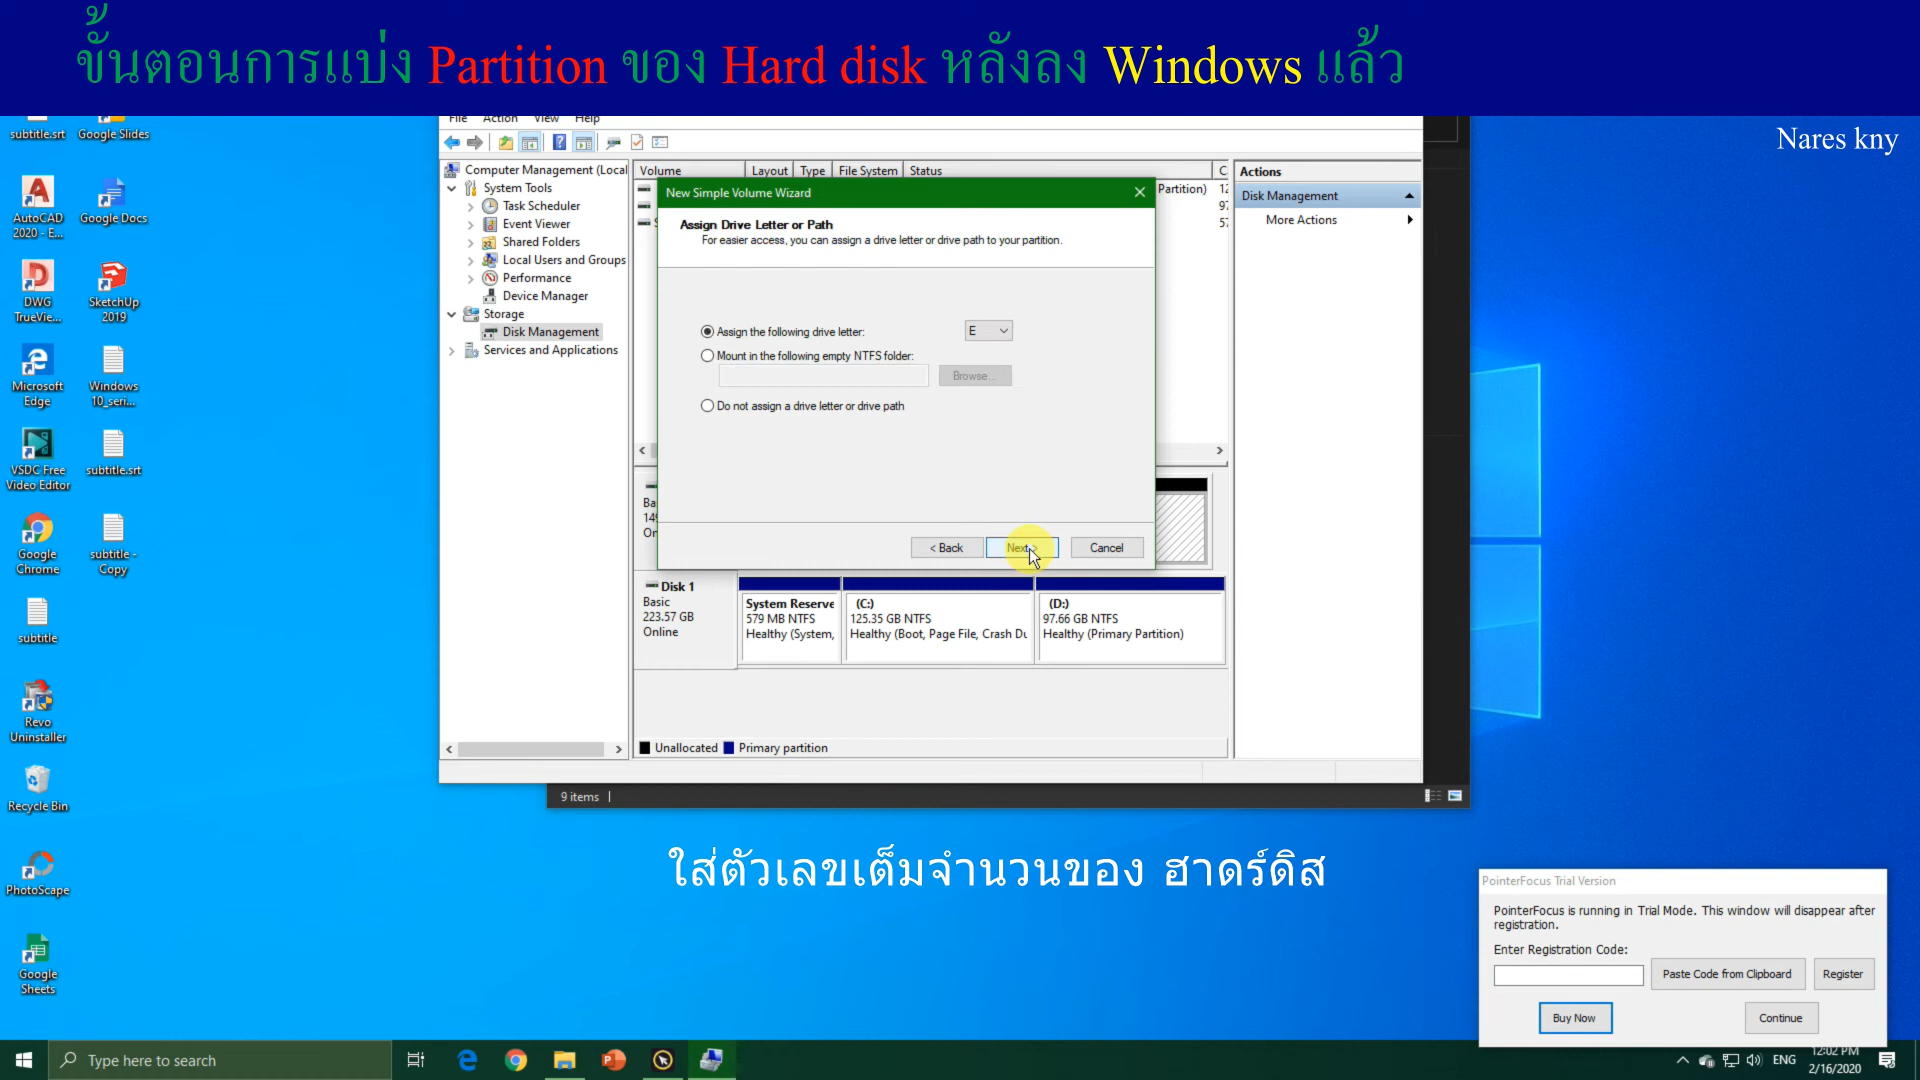 ขั้นตอนการแบ่ง Partition ของ Hard disk หลังลง Windows แล้ว
Nares kny
subtitle.srt
Google Slides
AutoCAD 2020 - E...
Google Docs
DWG TrueVie...
SketchUp 2019
Microsoft Edge
Windows 10_seri...
VSDC Free Video Editor
subtitle.srt
Google Chrome
subtitle - Copy
subtitle
Revo Uninstaller
Recycle Bin
PhotoScape
Google Sheets
File Action View Help
Computer Management (Local
System Tools
Task Scheduler
Event Viewer
Shared Folders
Local Users and Groups
Performance
Device Manager
Storage
Disk Management
Services and Applications
Volume Layout Type File System Status C
Partition) 12
97
57
Actions
Disk Management
More Actions
New Simple Volume Wizard
Assign Drive Letter or Path
For easier access, you can assign a drive letter or drive path to your partition.
Assign the following drive letter: E
Mount in the following empty NTFS folder:
Browse...
Do not assign a drive letter or drive path
< Back Next > Cancel
Ba
149
On
Disk 1
Basic
223.57 GB
Online
System Reserve
579 MB NTFS
Healthy (System,
(C:)
125.35 GB NTFS
Healthy (Boot, Page File, Crash Du
(D:)
97.66 GB NTFS
Healthy (Primary Partition)
Unallocated Primary partition
9 items
ใส่ตัวเลขเต็มจำนวนของ ฮาดร์ดิส
PointerFocus Trial Version
PointerFocus is running in Trial Mode. This window will disappear after
registration.
Enter Registration Code:
Paste Code from Clipboard Register
Buy Now Continue
Type here to search
ENG
12:02 PM
2/16/2020